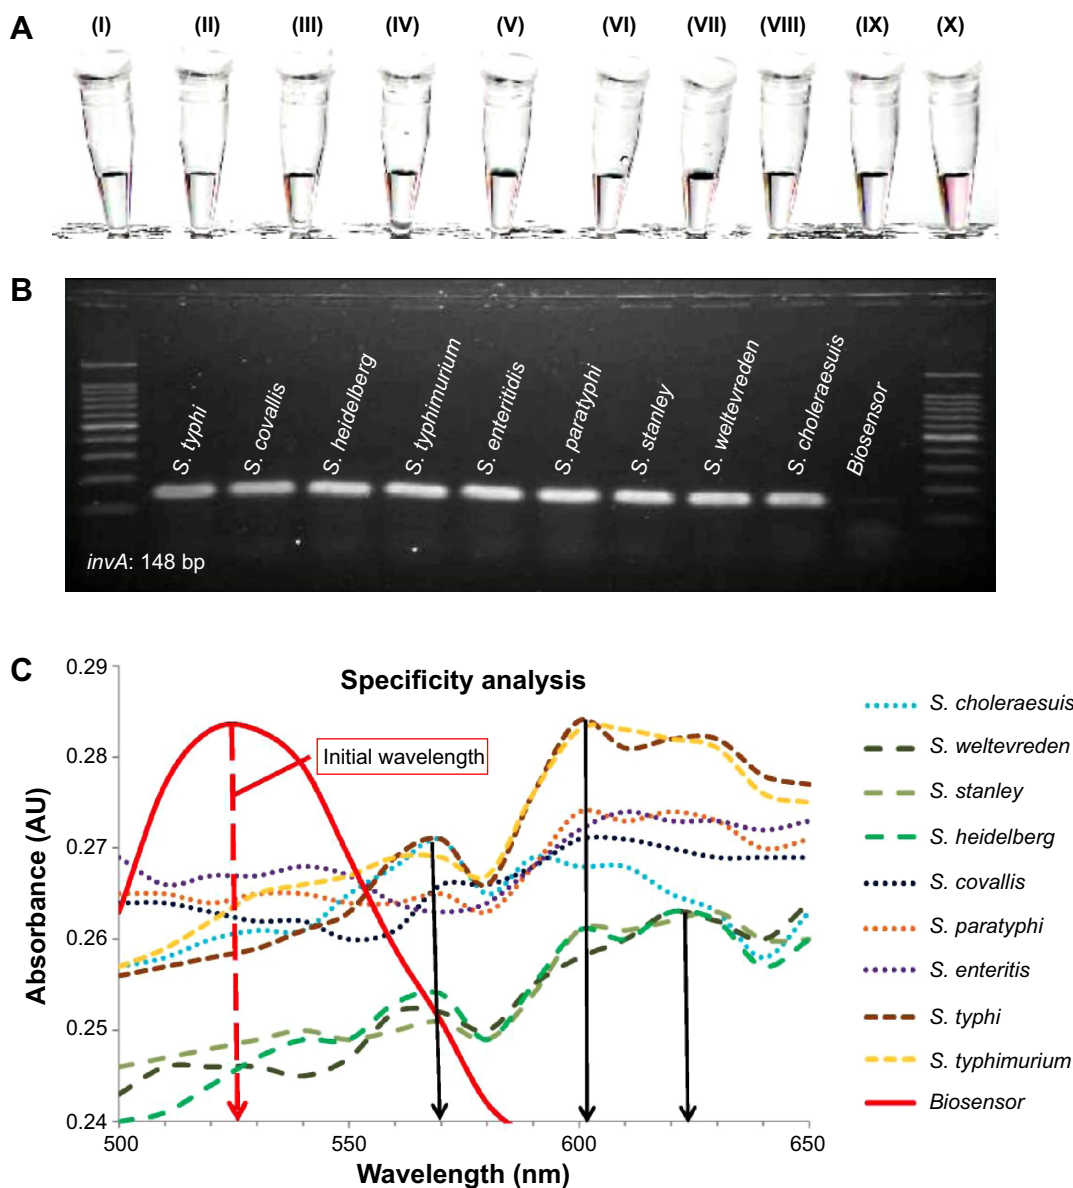 A
(I) (II) (III) (IV) (V) (VI) (VII) (VIII) (IX) (X)
B
S. typhi
S. covallis
S. heidelberg
S. typhimurium
S. enteritidis
S. paratyphi
S. stanley
S. weltevreden
S. choleraesuis
Biosensor
invA: 148 bp
C
Specificity analysis
Initial wavelength
Absorbance (AU)
0.29
0.28
0.27
0.26
0.25
0.24
500 550 600 650
Wavelength (nm)
S. choleraesuis
S. weltevreden
S. stanley
S. heidelberg
S. covallis
S. paratyphi
S. enteritis
S. typhi
S. typhimurium
Biosensor